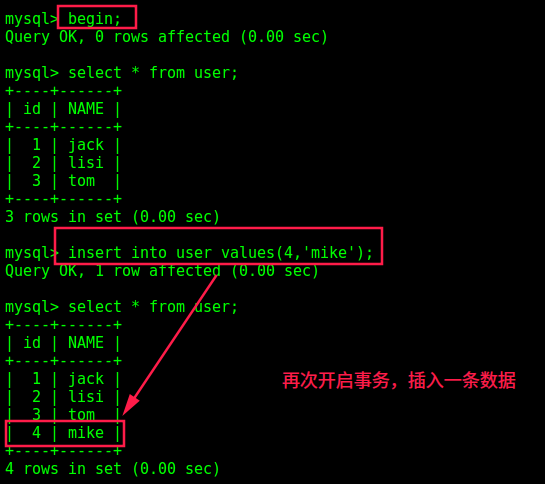 mysql> begin;
Query OK, 0 rows affected (0.00 sec)
mysql> select * from user;
+----+------+
| id | NAME |
+----+------+
|  1 | jack |
|  2 | lisi |
|  3 | tom  |
+----+------+
3 rows in set (0.00 sec)
mysql> insert into user values(4,'mike');
Query OK, 1 row affected (0.00 sec)
mysql> select * from user;
+----+------+
| id | NAME |
+----+------+
|  1 | jack |
|  2 | lisi |
|  3 | tom  |
|  4 | mike |
+----+------+
4 rows in set (0.00 sec)
再次开启事务，插入一条数据